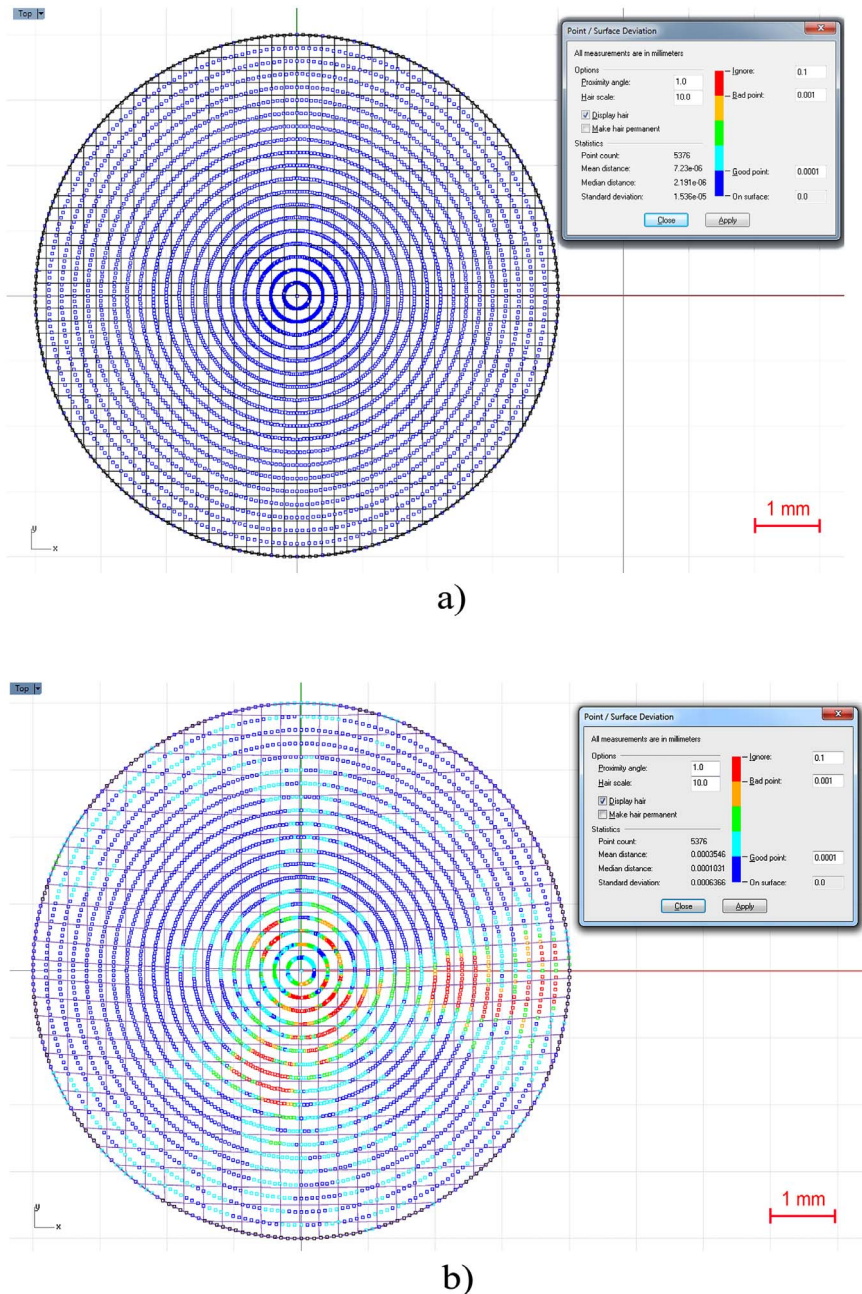 Top
Point / Surface Deviation
All measurements are in millimeters
Options
Proximity angle: 1.0
Hair scale: 10.0
Display hair
Make hair permanent
Statistics
Point count: 5376
Mean distance: 7.23e-06
Median distance: 2.191e-06
Standard deviation: 1.536e-05
Ignore: 0.1
Bad point: 0.001
Good point: 0.0001
On surface: 0.0
Close Apply
1 mm
y
x
a)
Top
Point / Surface Deviation
All measurements are in millimeters
Options
Proximity angle: 1.0
Hair scale: 10.0
Display hair
Make hair permanent
Statistics
Point count: 5376
Mean distance: 0.0003546
Median distance: 0.0001031
Standard deviation: 0.0006366
Ignore: 0.1
Bad point: 0.001
Good point: 0.0001
On surface: 0.0
Close Apply
1 mm
y
x
b)